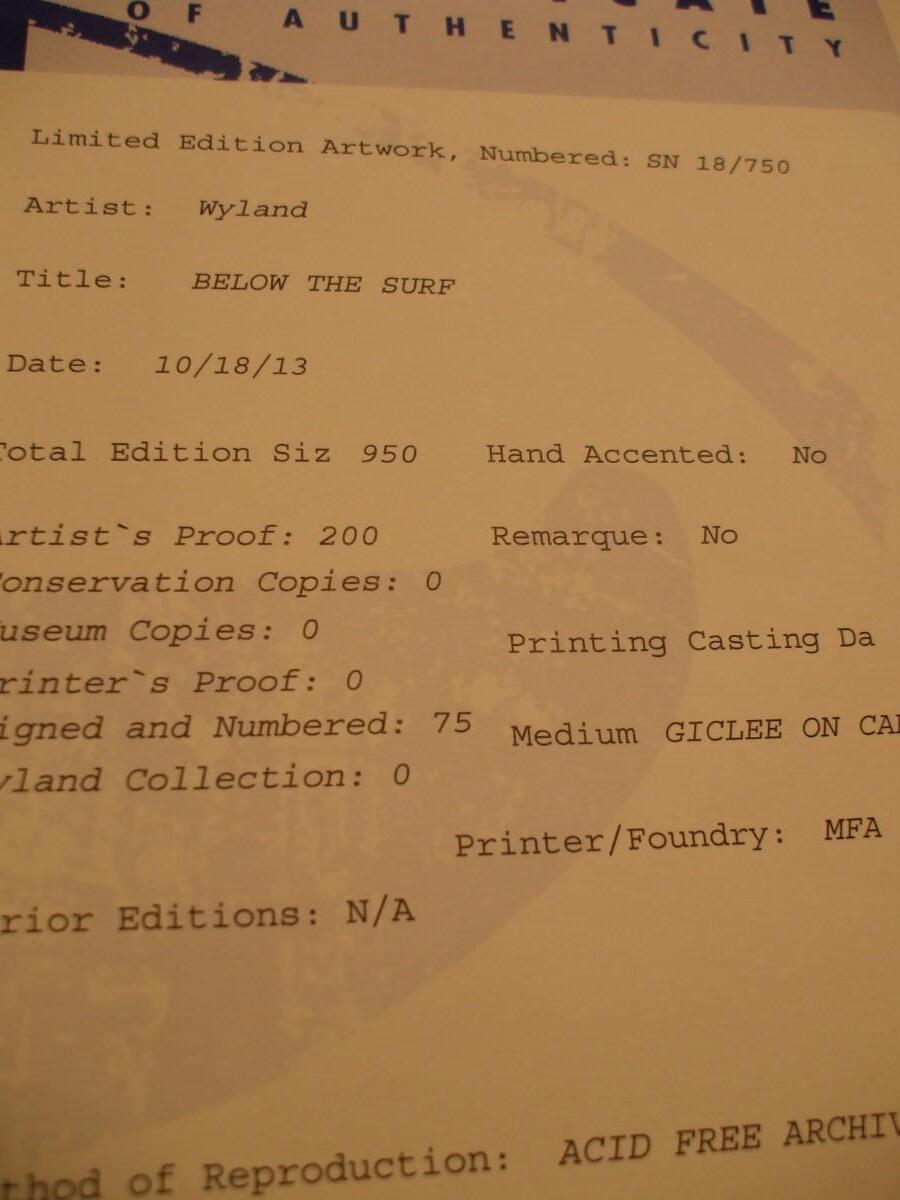 OF AUTHENTICITY
Limited Edition Artwork, Numbered: SN 18/750
Artist: Wyland
Title: BELOW THE SURF
Date: 10/18/13
otal Edition Siz 950 Hand Accented: No
rtist`s Proof: 200 Remarque: No
onservation Copies: 0
useum Copies: 0 Printing Casting Da
rinter`s Proof: 0
igned and Numbered: 75 Medium GICLEE ON CA
yland Collection: 0
Printer/Foundry: MFA
rior Editions: N/A
thod of Reproduction: ACID FREE ARCHIV